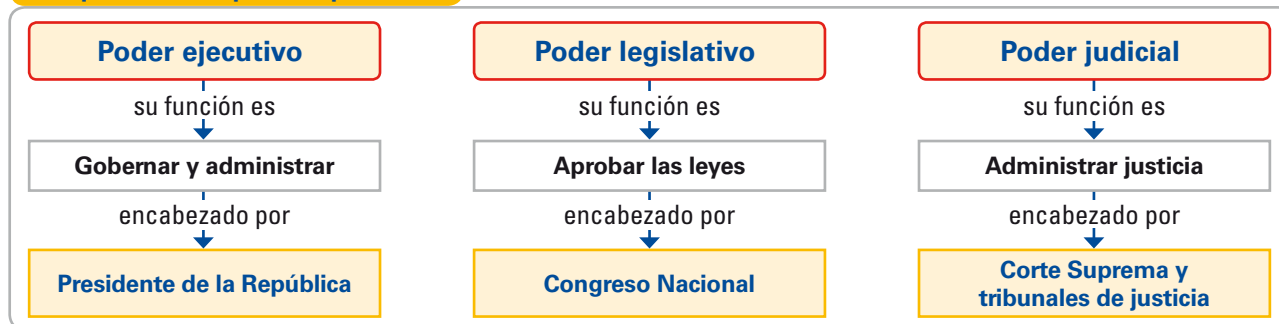 Poder ejecutivo
su función es
Gobernar y administrar
encabezado por
Presidente de la República
Poder legislativo
su función es
Aprobar las leyes
encabezado por
Congreso Nacional
Poder judicial
su función es
Administrar justicia
encabezado por
Corte Suprema y
tribunales de justicia